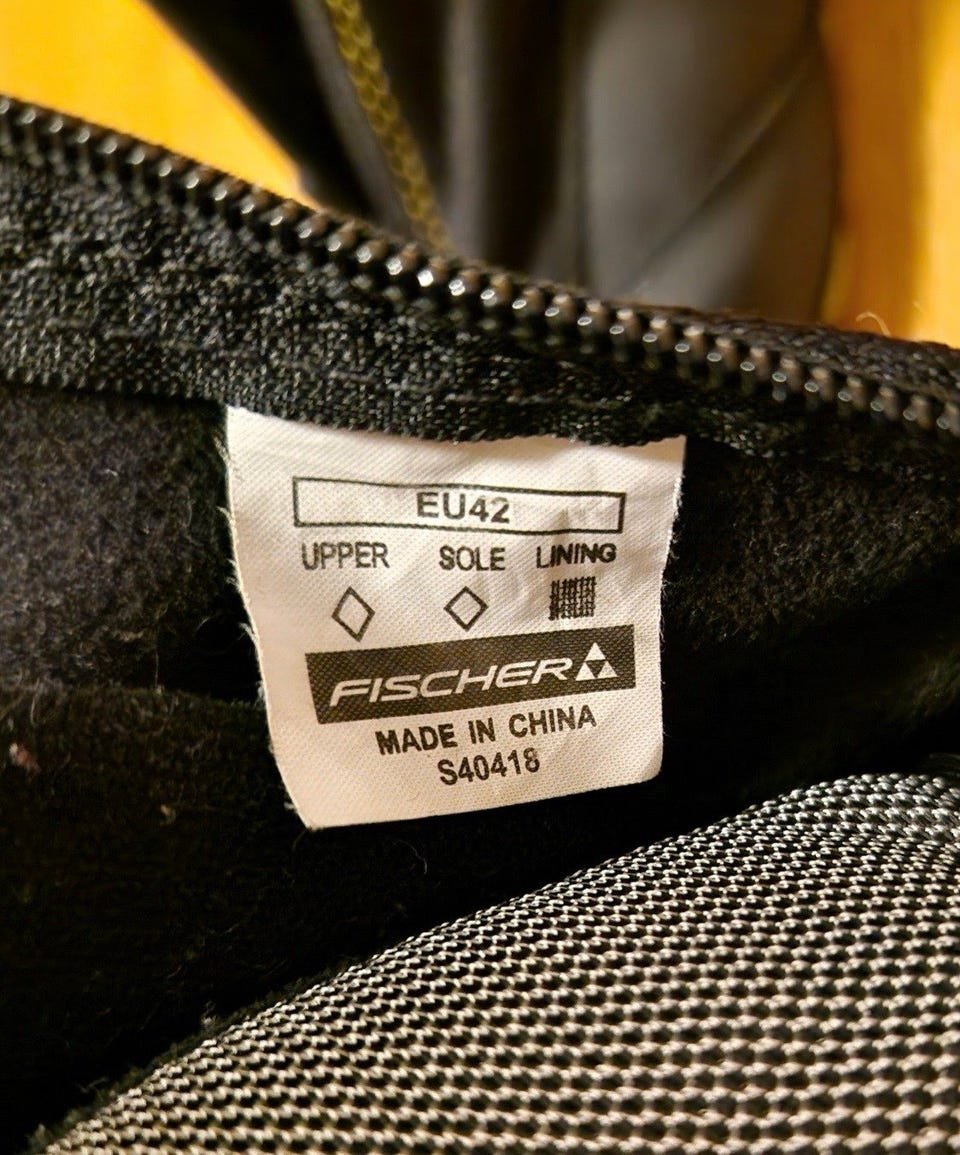 EU42
UPPER SOLE LINING
FISCHER
MADE IN CHINA
S40418